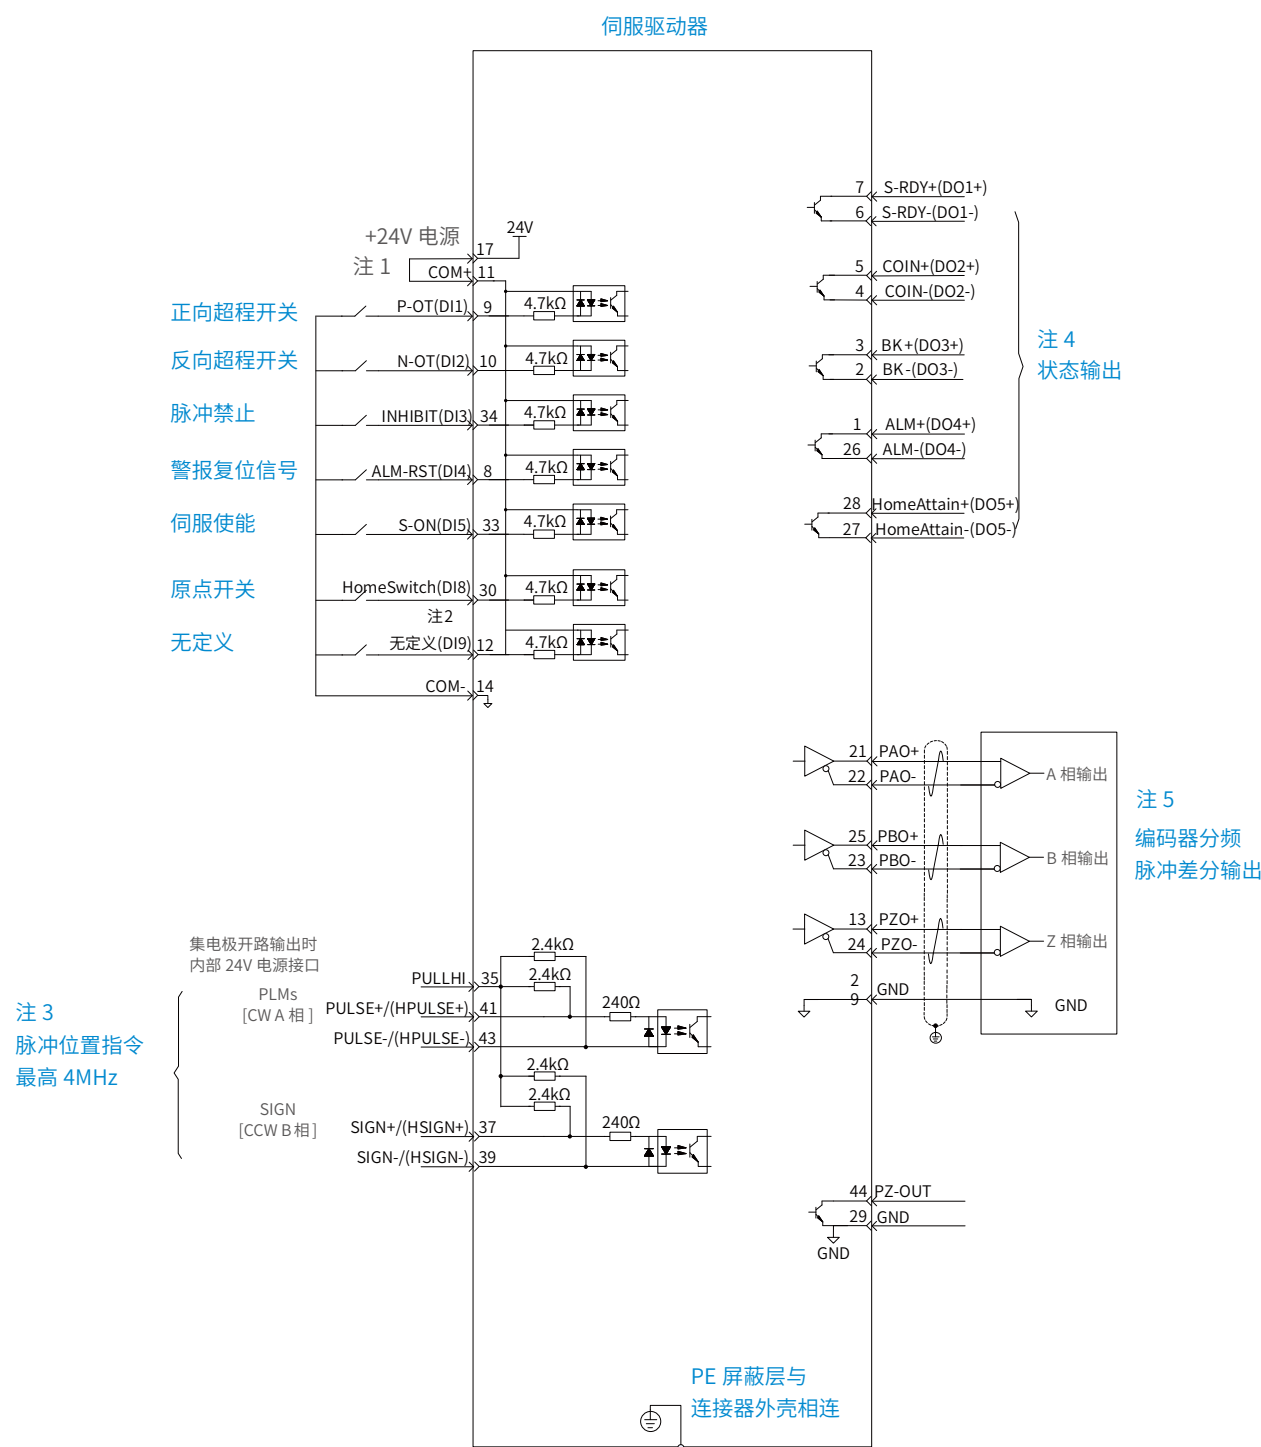 伺服驱动器
+24V 电源
注 1
17
24V
COM+
11
正向超程开关
P-OT(DI1)
9
4.7kΩ
反向超程开关
N-OT(DI2)
10
4.7kΩ
脉冲禁止
INHIBIT(DI3)
34
4.7kΩ
警报复位信号
ALM-RST(DI4)
8
4.7kΩ
伺服使能
S-ON(DI5)
33
4.7kΩ
原点开关
HomeSwitch(DI8)
30
4.7kΩ
注2
无定义
无定义(DI9)
12
4.7kΩ
COM-
14
7
S-RDY+(DO1+)
6
S-RDY-(DO1-)
5
COIN+(DO2+)
4
COIN-(DO2-)
3
BK+(DO3+)
2
BK-(DO3-)
1
ALM+(DO4+)
26
ALM-(DO4-)
28
HomeAttain+(DO5+)
27
HomeAttain-(DO5-)
注 4
状态输出
21
PAO+
22
PAO-
A 相输出
25
PBO+
23
PBO-
B 相输出
13
PZO+
24
PZO-
Z 相输出
2
9
GND
GND
注 5
编码器分频
脉冲差分输出
集电极开路输出时
内部 24V 电源接口
注 3
脉冲位置指令
最高 4MHz
PLMs
[CW A 相 ]
SIGN
[CCW B 相 ]
2.4kΩ
PULLHI
35
2.4kΩ
PULSE+/(HPULSE+)
41
240Ω
PULSE-/(HPULSE-)
43
2.4kΩ
2.4kΩ
SIGN+/(HSIGN+)
37
240Ω
SIGN-/(HSIGN-)
39
44
PZ-OUT
29
GND
GND
PE 屏蔽层与
连接器外壳相连